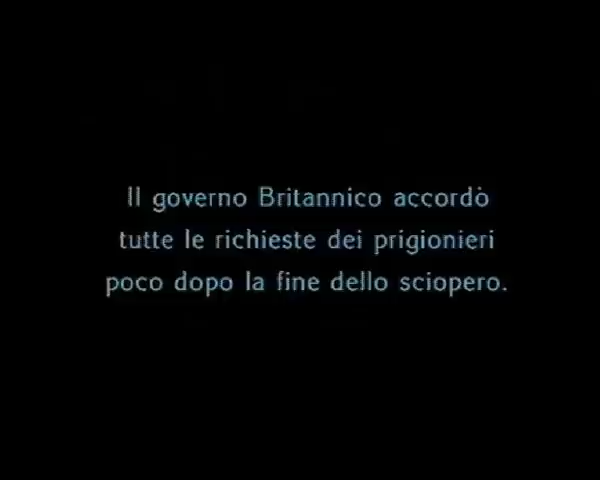 Il governo Britannico accordò
tutte le richieste dei prigionieri
poco dopo la fine dello sciopero.